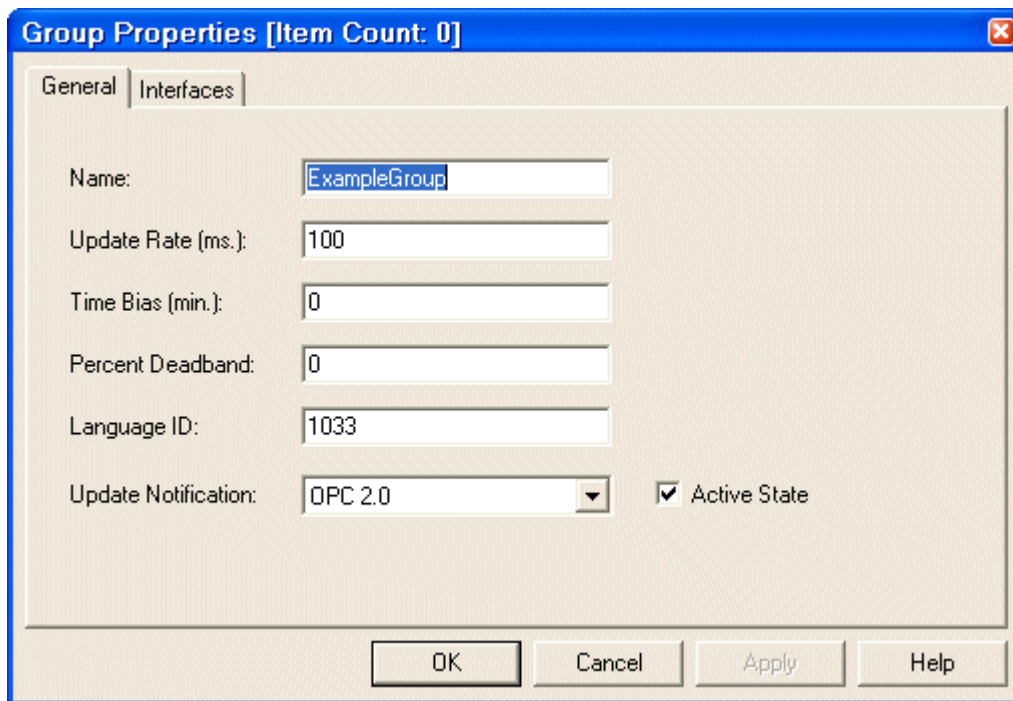 Group Properties [Item Count: 0]
General Interfaces
Name: ExampleGroup
Update Rate (ms.): 100
Time Bias (min.): 0
Percent Deadband: 0
Language ID: 1033
Update Notification: OPC 2.0 Active State
OK Cancel Apply Help